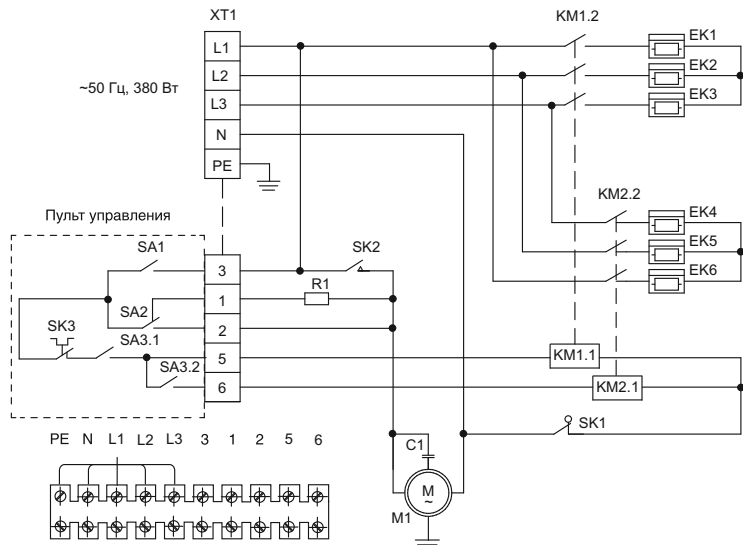 XT1
KM1.2
L1
EK1
L2
EK2
~50 Гц, 380 Вт
L3
EK3
N
PE
KM2.2
Пульт управления
EK4
SA1
SK2
EK5
3
EK6
R1
1
SA2
2
SK3
SA3.1
5
KM1.1
SA3.2
6
KM2.1
SK1
PE N L1 L2 L3 3 1 2 5 6
C1
M
~
M1